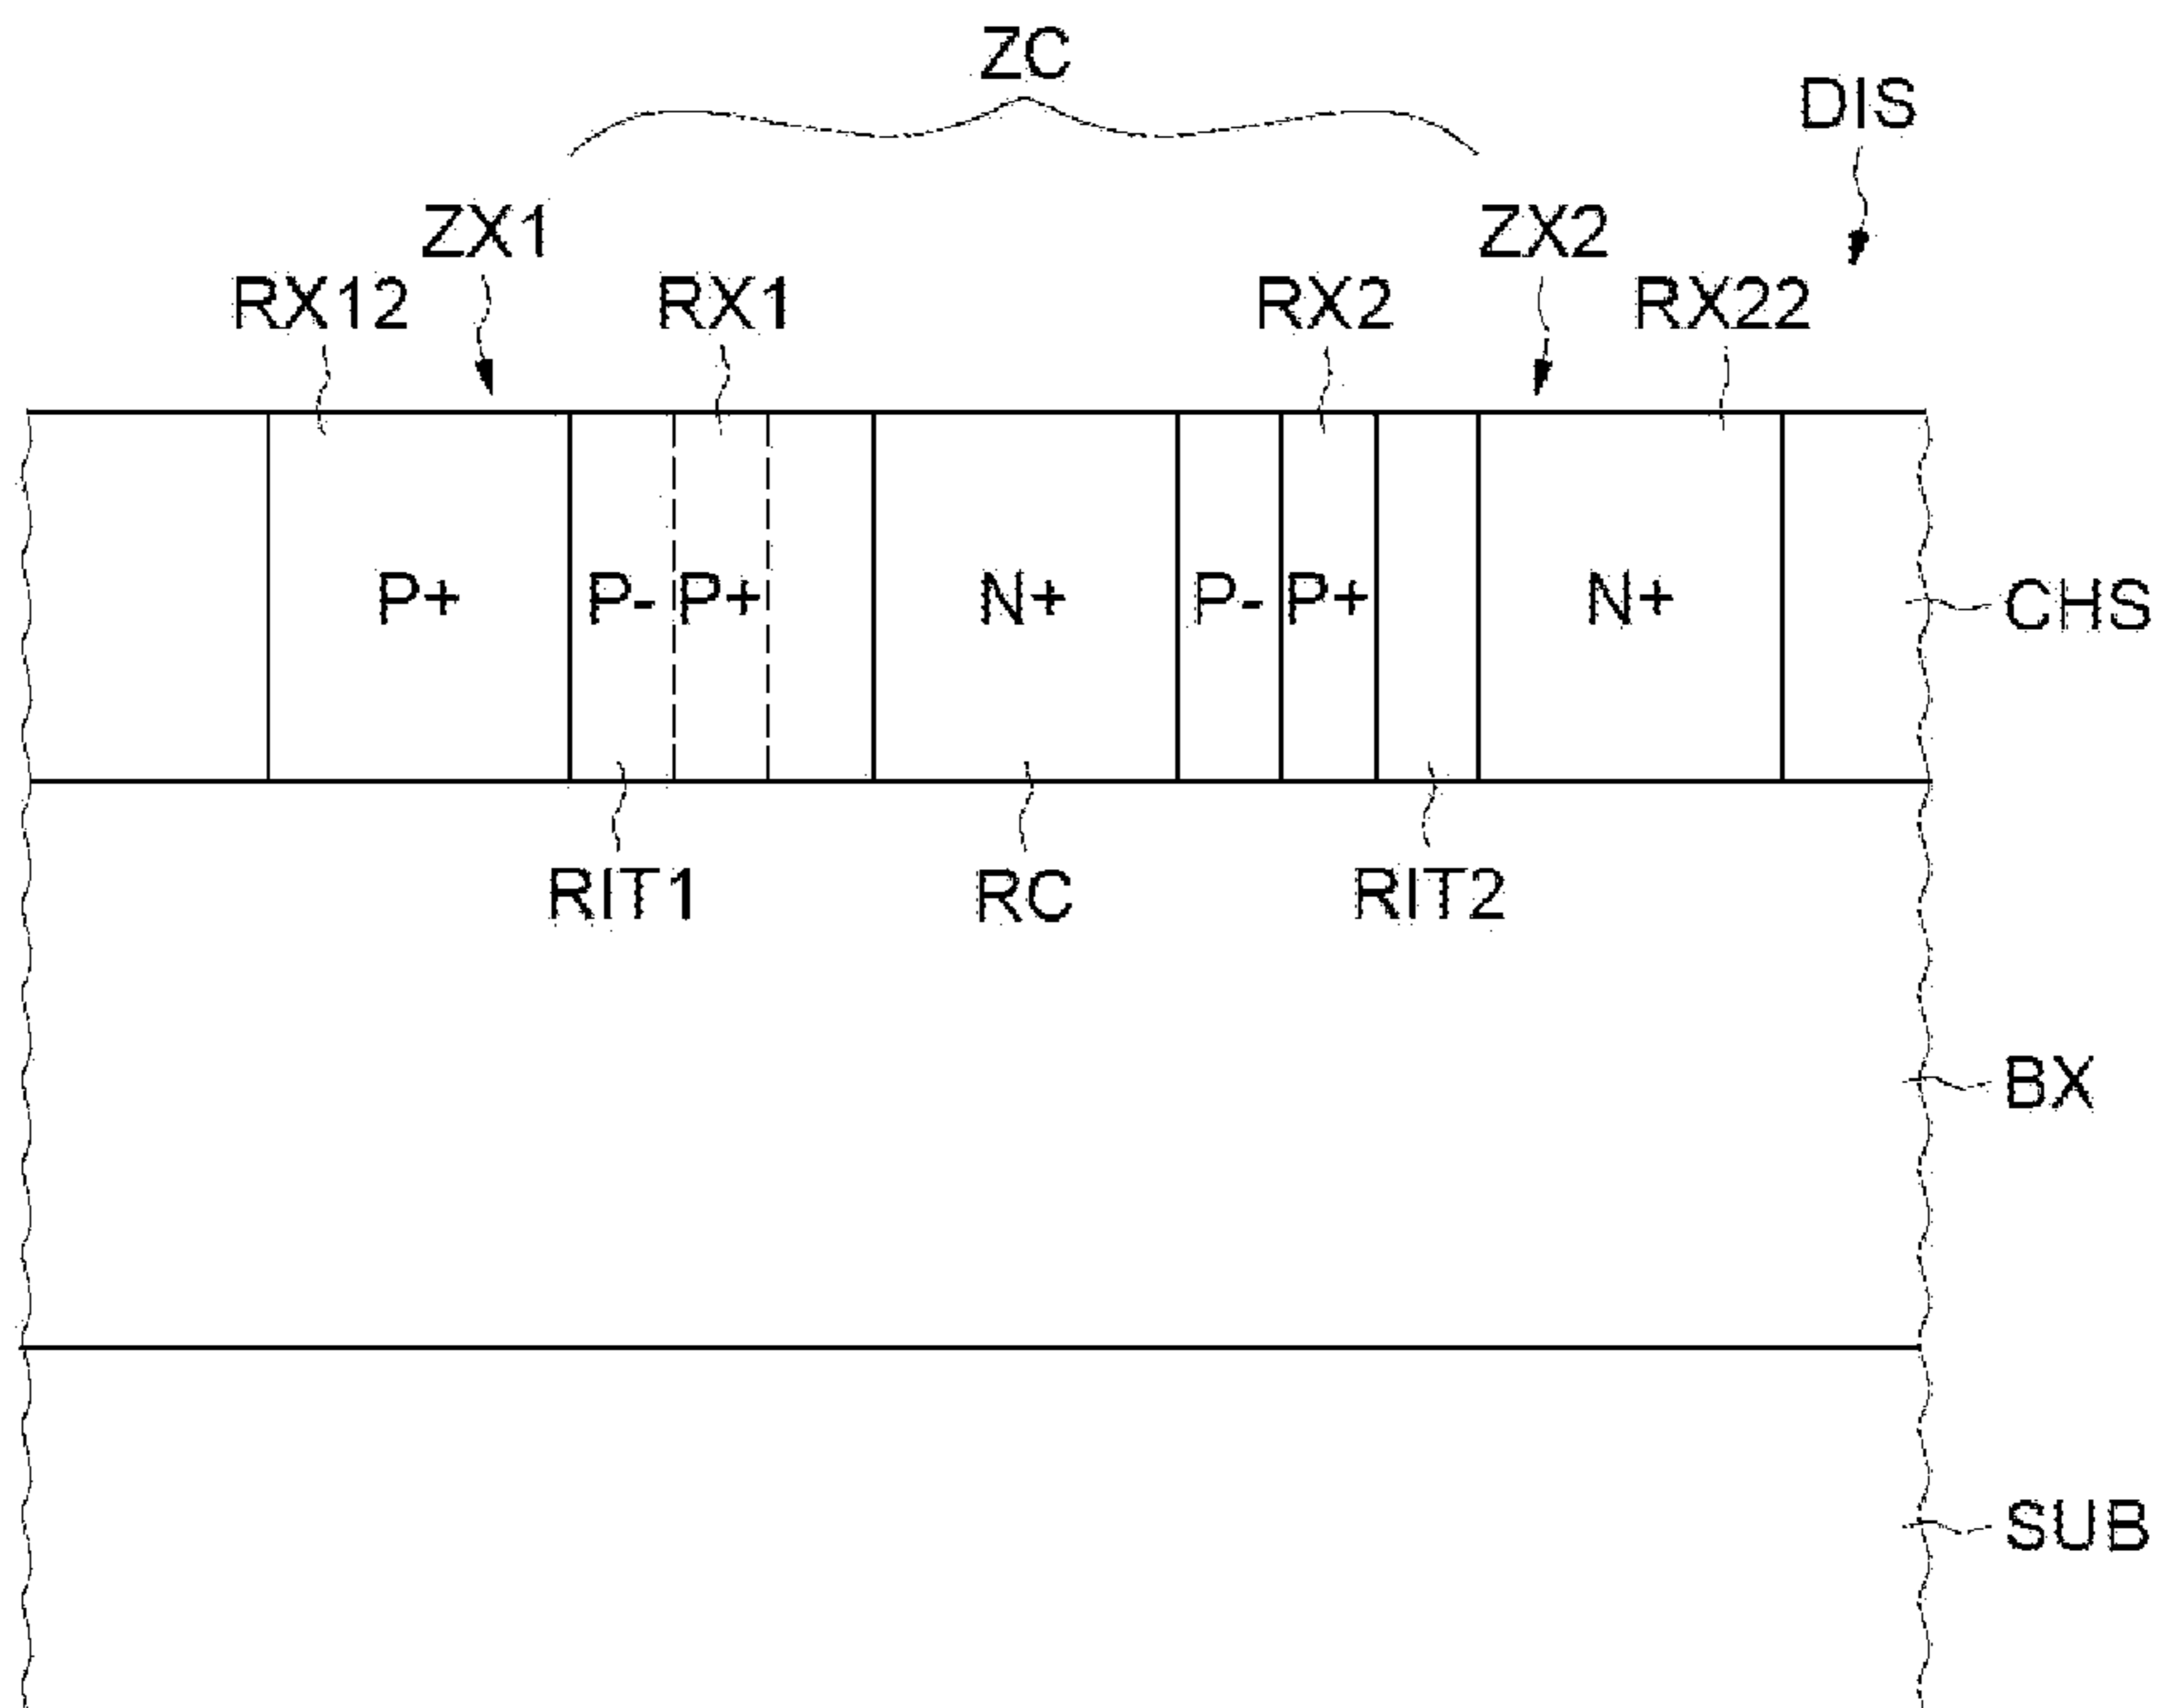 ZC
DIS
ZX1
ZX2
RX12
RX1
RX2
RX22
P+
P-
P+
N+
P-
P+
N+
CHS
RIT1
RC
RIT2
BX
SUB